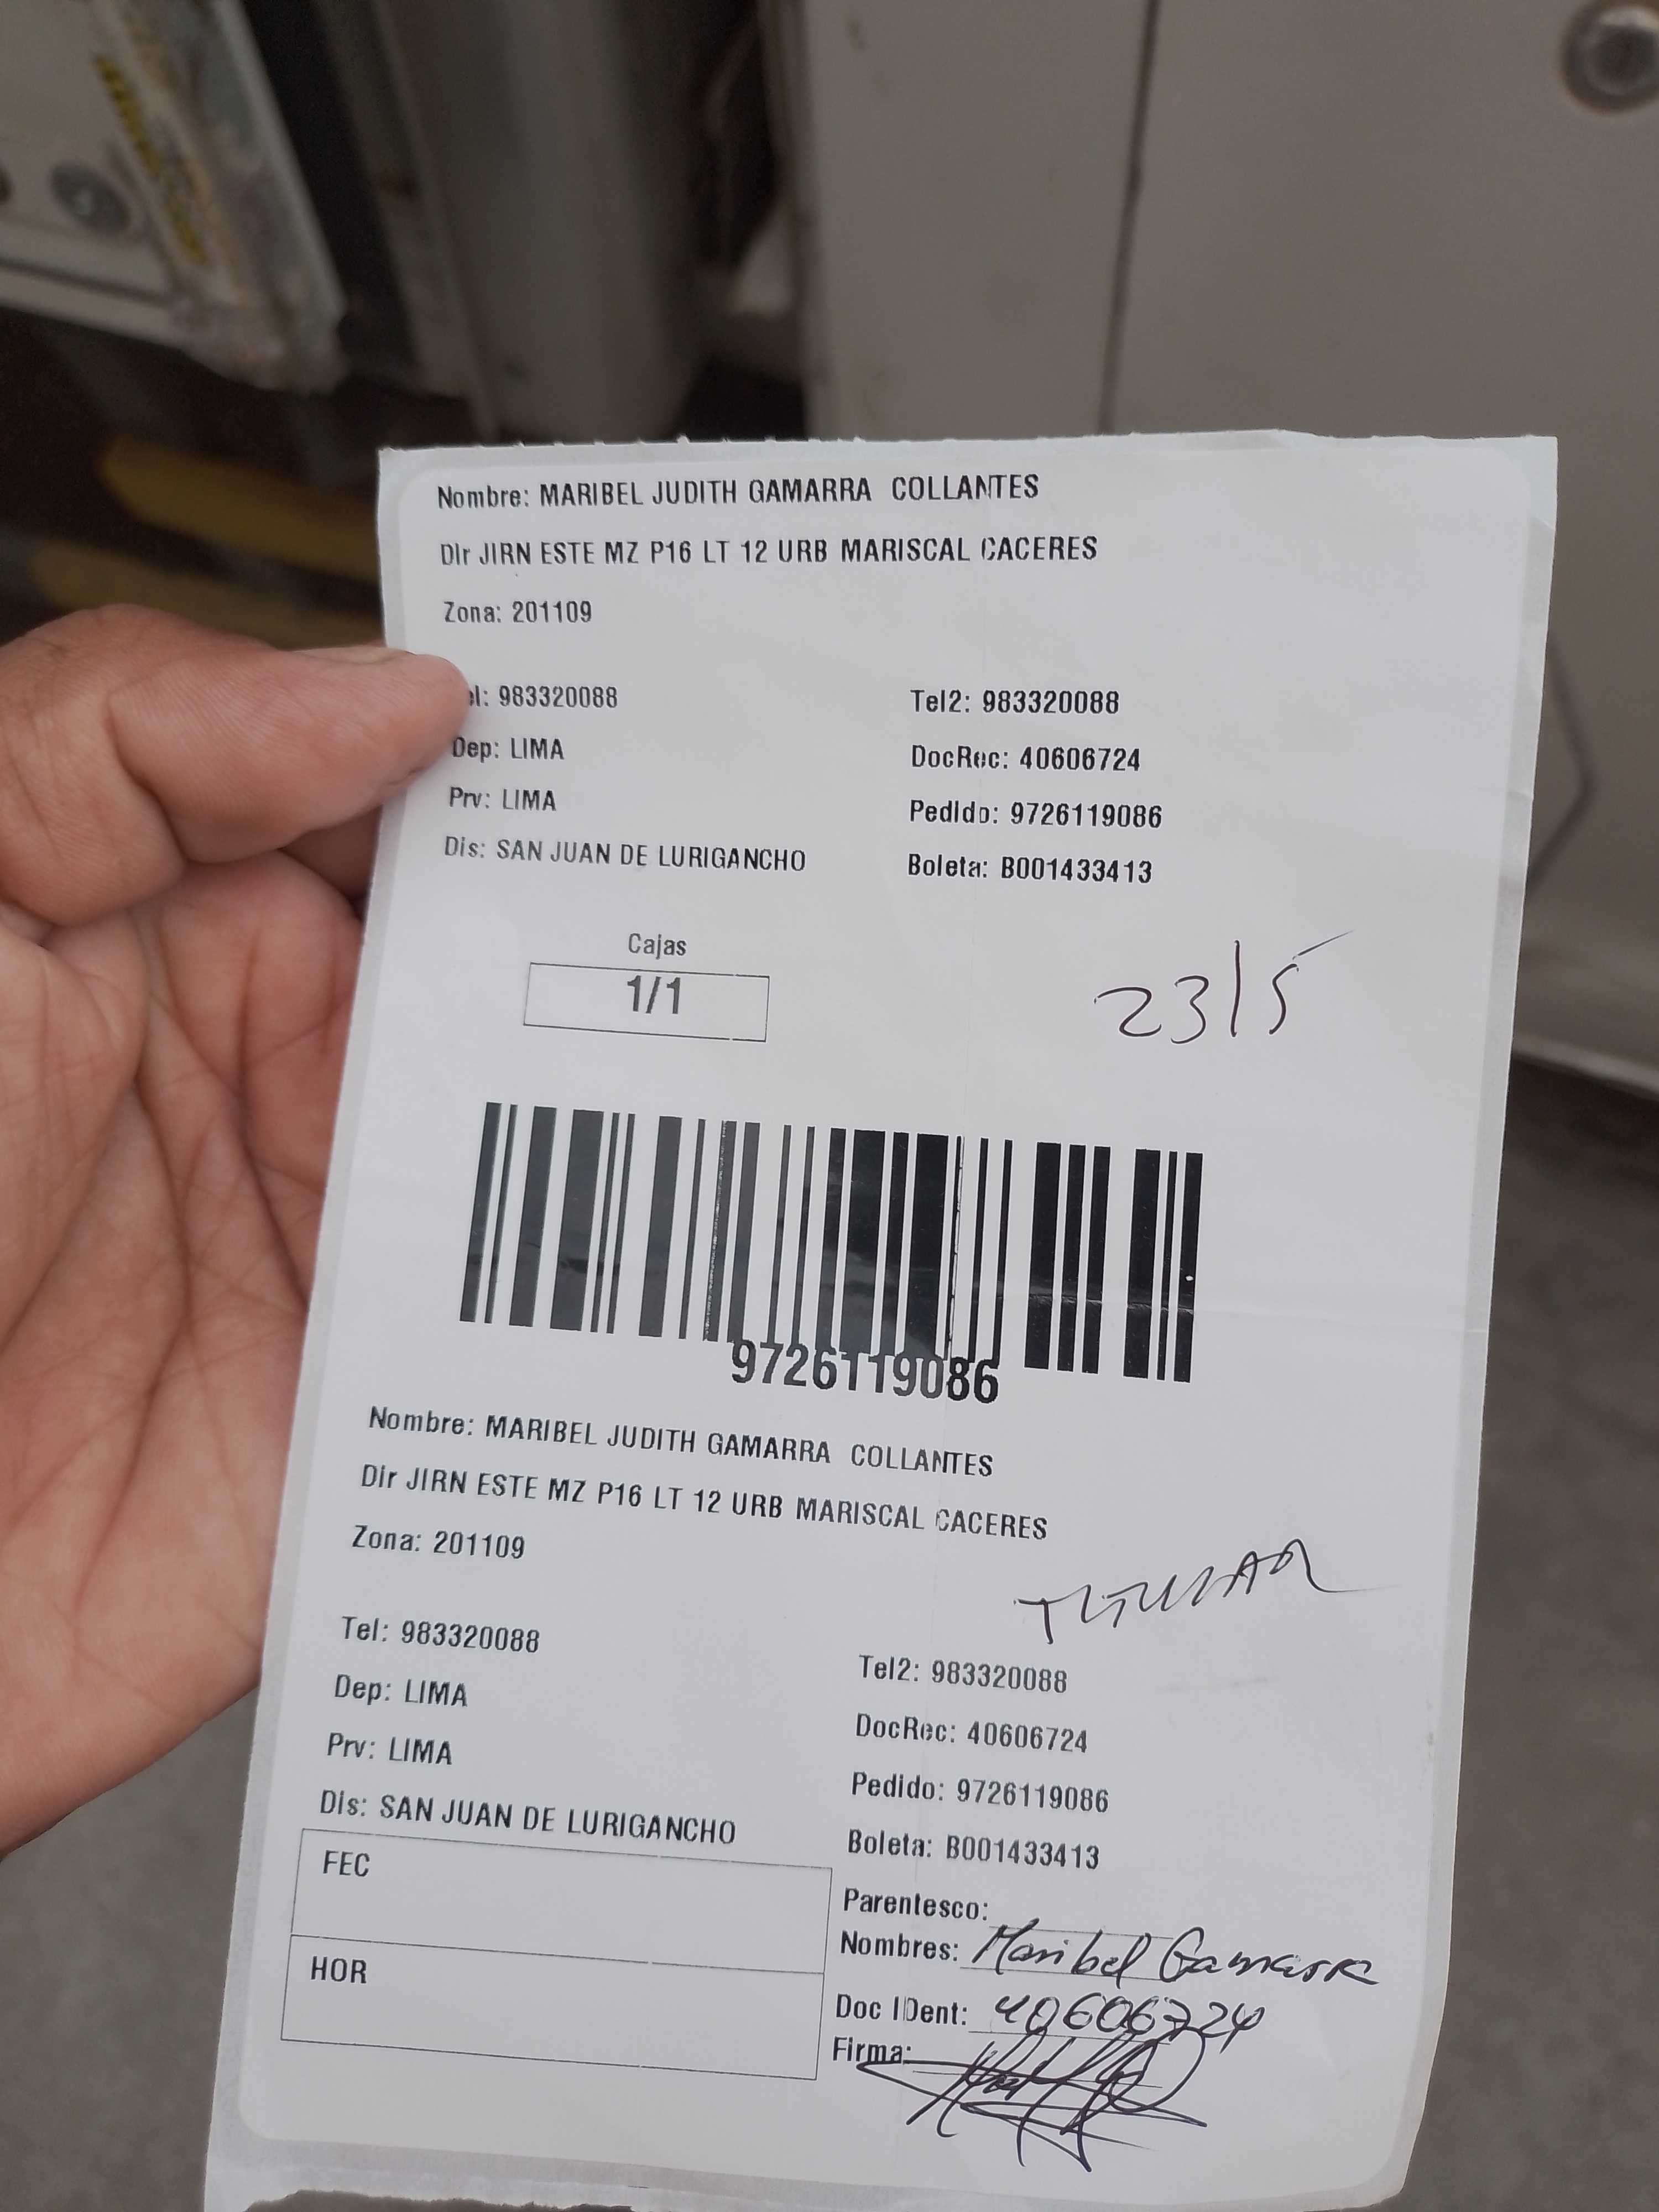 Nombre: MARIBEL JUDITH GAMARRA COLLANTES
Dir JIRN ESTE MZ P16 LT 12 URB MARISCAL CACERES
Zona: 201109
el: 983320088 Tel2: 983320088
Dep: LIMA DocRec: 40606724
Prv: LIMA Pedido: 9726119086
Dis: SAN JUAN DE LURIGANCHO Boleta: B001433413
Cajas
1/1
23/5
9726119086
Nombre: MARIBEL JUDITH GAMARRA COLLANTES
Dir JIRN ESTE MZ P16 LT 12 URB MARISCAL CACERES
Zona: 201109
TITULAR
Tel: 983320088 Tel2: 983320088
Dep: LIMA DocRec: 40606724
Prv: LIMA Pedido: 9726119086
Dis: SAN JUAN DE LURIGANCHO Boleta: B001433413
FEC
HOR
Parentesco:
Nombres: Maribel Gamarra
Doc IDent: 40606724
Firma: